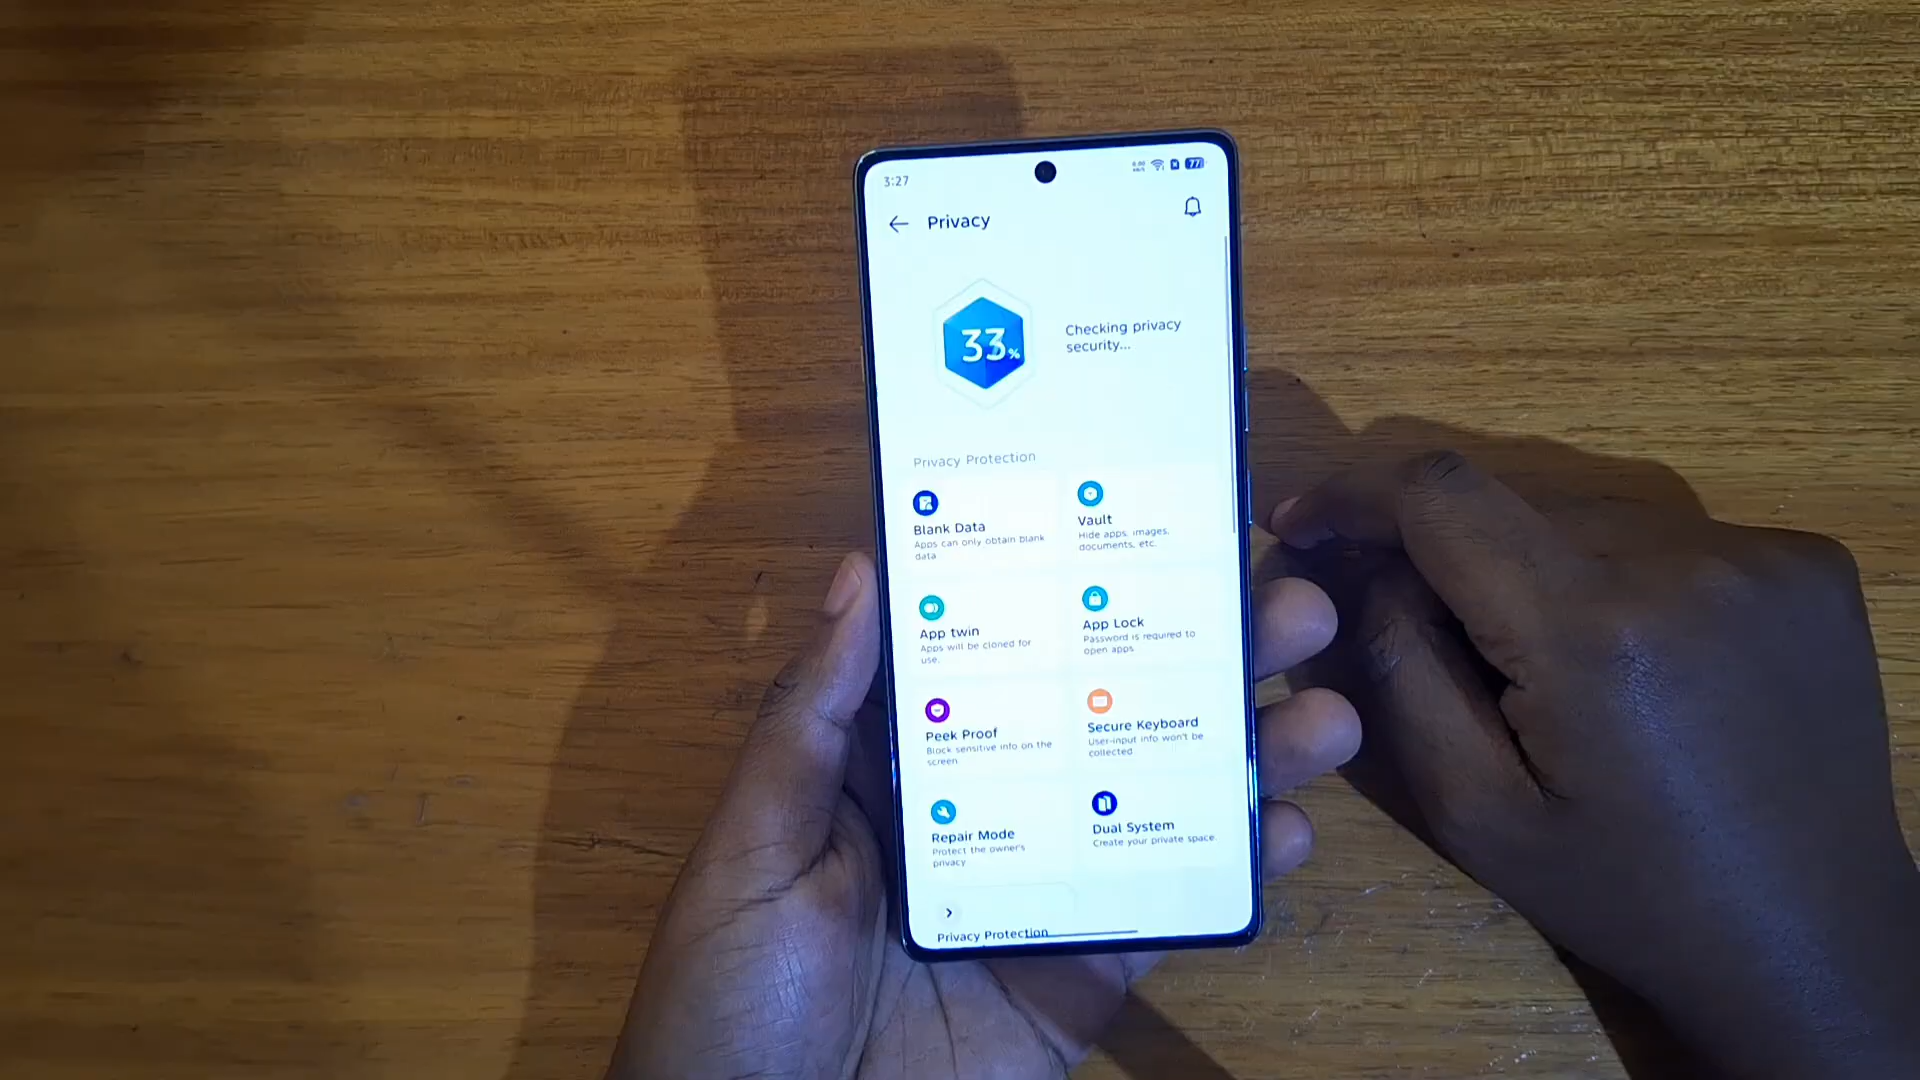 3:27
77
Privacy
33%
Checking privacy
security...
Privacy Protection
Blank Data
Apps can only obtain blank
data
Vault
Hide apps, images,
documents, etc.
App twin
Apps will be cloned for
use.
App Lock
Password is required to
open apps
Peek Proof
Block sensitive info on the
screen
Secure Keyboard
User-input info won't be
collected
Repair Mode
Protect the owner's
privacy
Dual System
Create your private space.
Privacy Protection